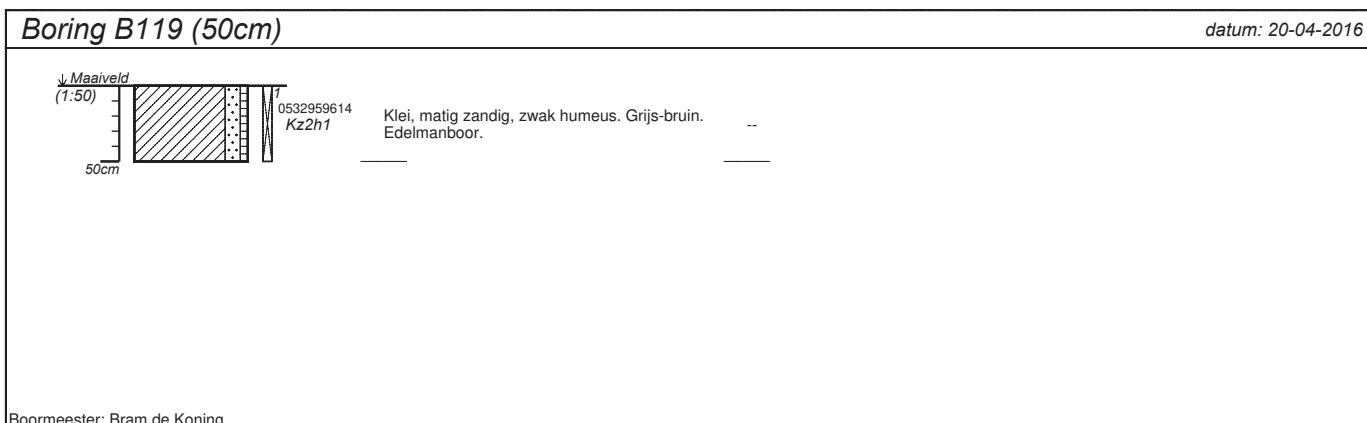 Boring B119 (50cm)
datum: 20-04-2016
Maaiveld
(1:50)
1
0532959614
Kz2h1
Klei, matig zandig, zwak humeus. Grijs-bruin.
Edelmanboor.
--
50cm
Boormeester: Bram de Koning